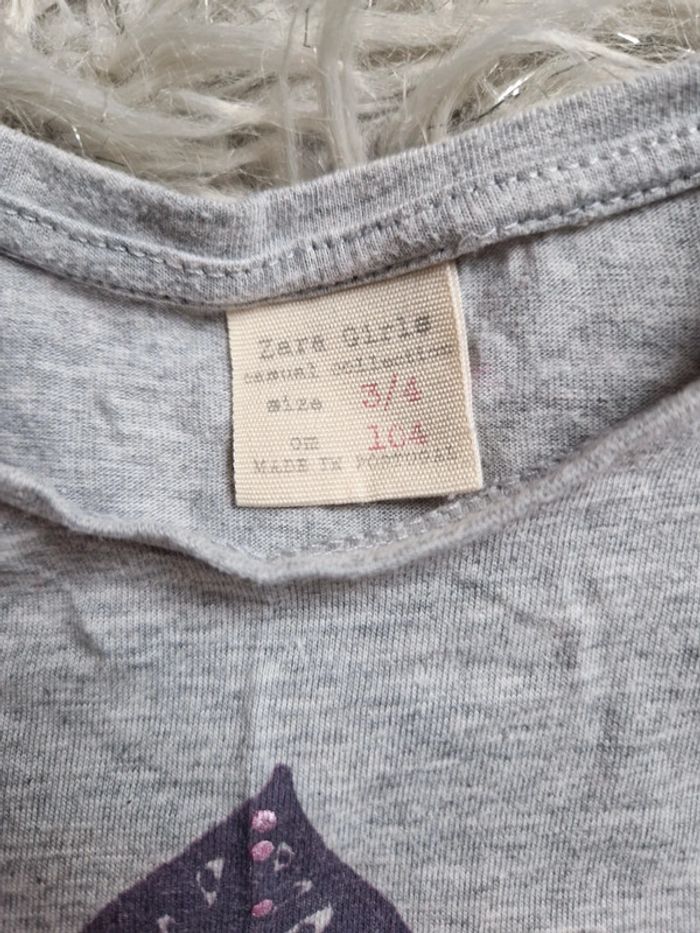 Zara Girls
casual collection
size 3/4
cm 104
MADE IN PORTUGAL